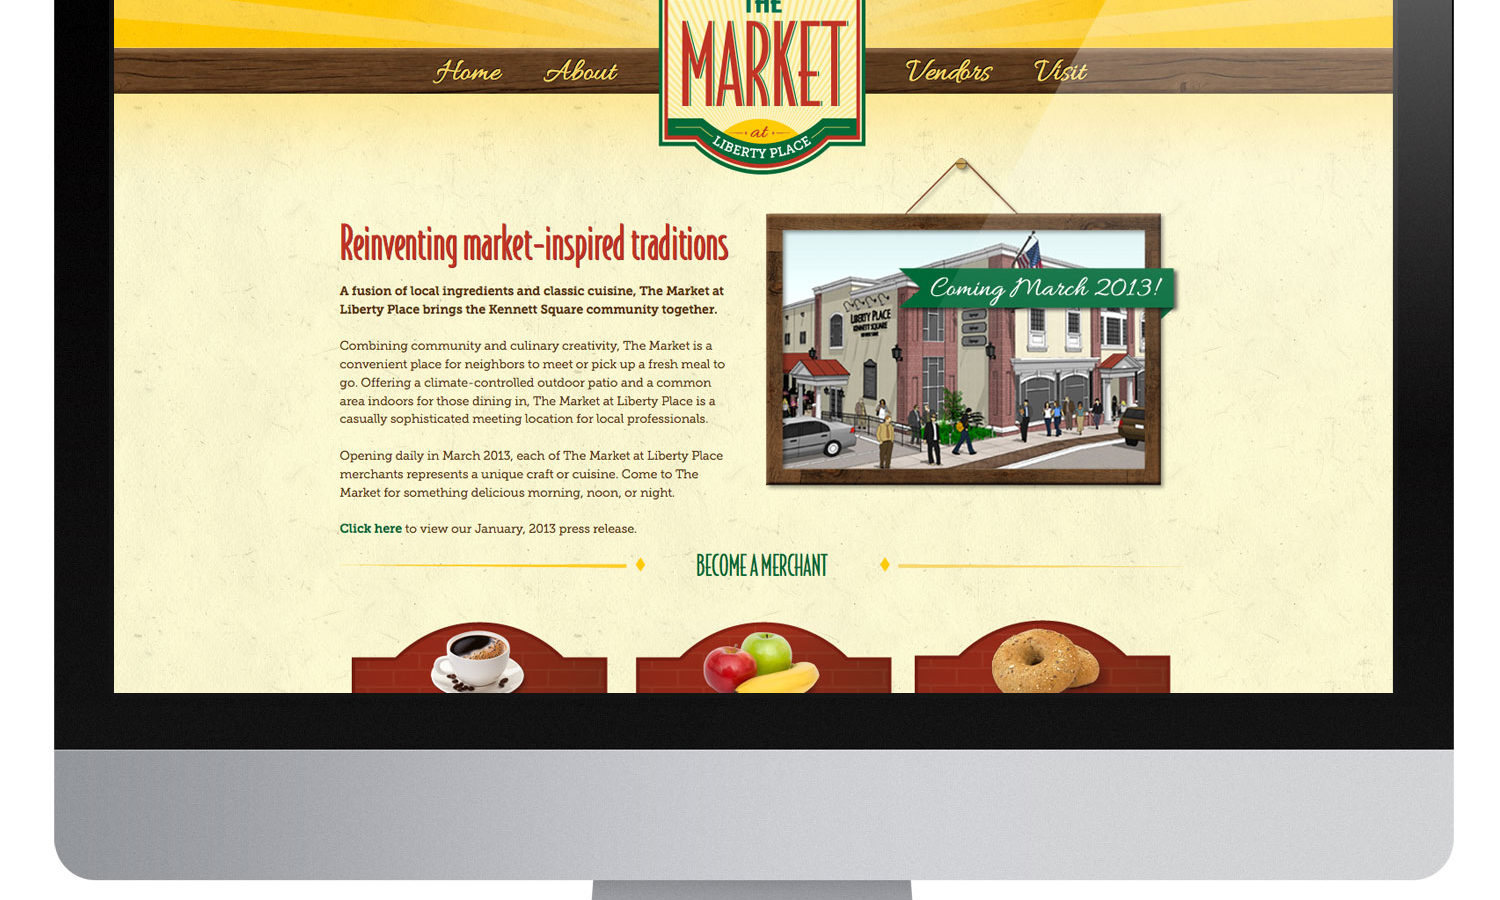 THE
Home About Vendors Visit
MARKET
at
LIBERTY PLACE
Reinventing market-inspired traditions
A fusion of local ingredients and classic cuisine, The Market at
Liberty Place brings the Kennett Square community together.
Combining community and culinary creativity, The Market is a
convenient place for neighbors to meet or pick up a fresh meal to
go. Offering a climate-controlled outdoor patio and a common
area indoors for those dining in, The Market at Liberty Place is a
casually sophisticated meeting location for local professionals.
Opening daily in March 2013, each of The Market at Liberty Place
merchants represents a unique craft or cuisine. Come to The
Market for something delicious morning, noon, or night.
Click here to view our January, 2013 press release.
Coming March 2013!
LIBERTY PLACE
KENNETT SQUARE
BECOME A MERCHANT